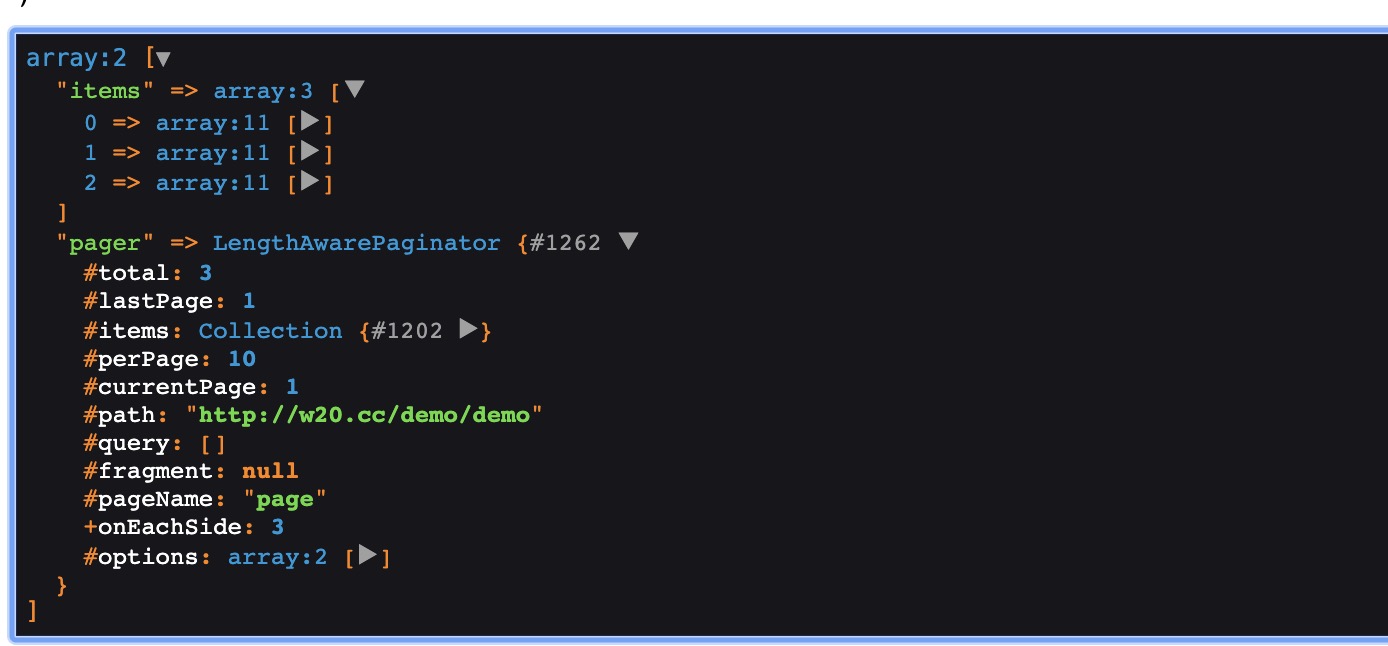 )
array:2 [▼
  "items" => array:3 [▼
    0 => array:11 [▶]
    1 => array:11 [▶]
    2 => array:11 [▶]
  ]
  "pager" => LengthAwarePaginator {#1262 ▼
    #total: 3
    #lastPage: 1
    #items: Collection {#1202 ▶}
    #perPage: 10
    #currentPage: 1
    #path: "http://w20.cc/demo/demo"
    #query: []
    #fragment: null
    #pageName: "page"
    +onEachSide: 3
    #options: array:2 [▶]
  }
]